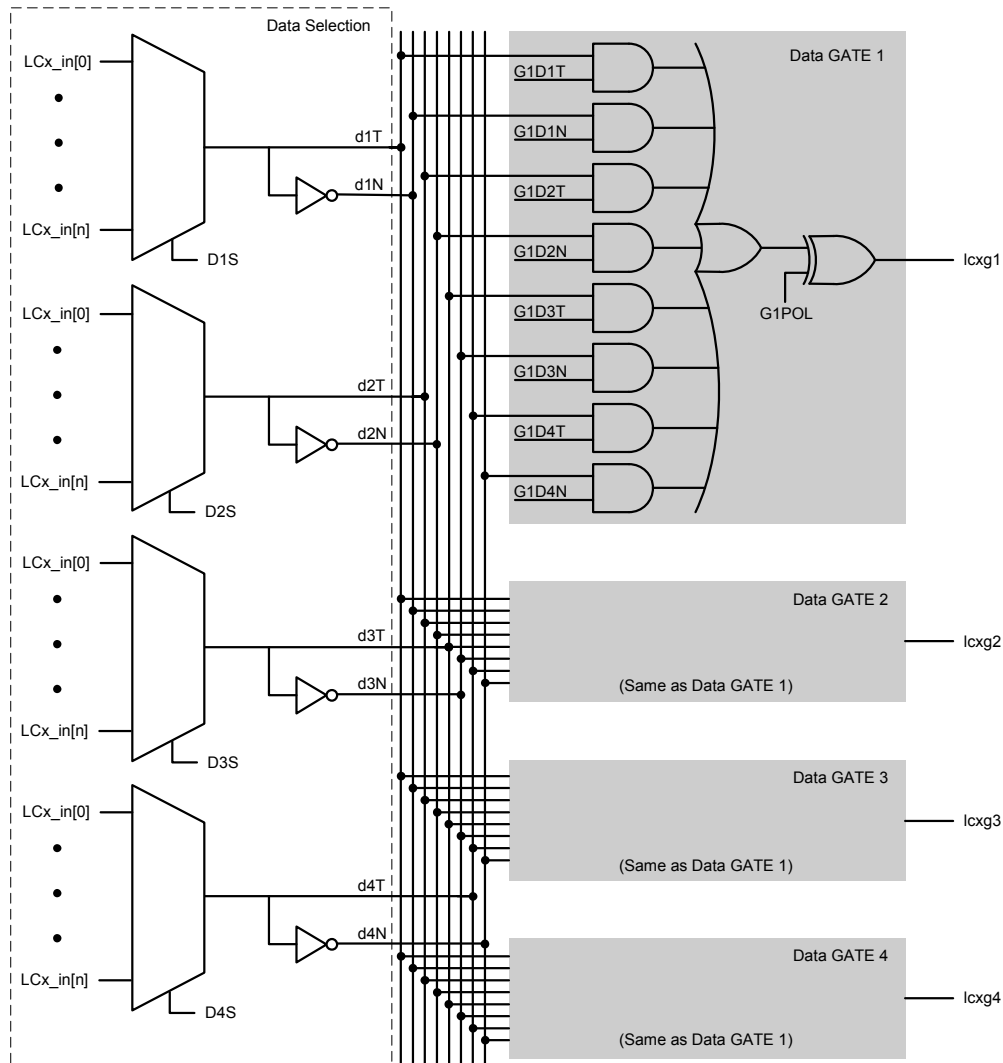 Data Selection
LCx_in[0]
LCx_in[n]
D1S
d1T
d1N
LCx_in[0]
LCx_in[n]
D2S
d2T
d2N
LCx_in[0]
LCx_in[n]
D3S
d3T
d3N
LCx_in[0]
LCx_in[n]
D4S
d4T
d4N
Data GATE 1
G1D1T
G1D1N
G1D2T
G1D2N
G1D3T
G1D3N
G1D4T
G1D4N
G1POL
lcxg1
Data GATE 2
(Same as Data GATE 1)
lcxg2
Data GATE 3
(Same as Data GATE 1)
lcxg3
Data GATE 4
(Same as Data GATE 1)
lcxg4